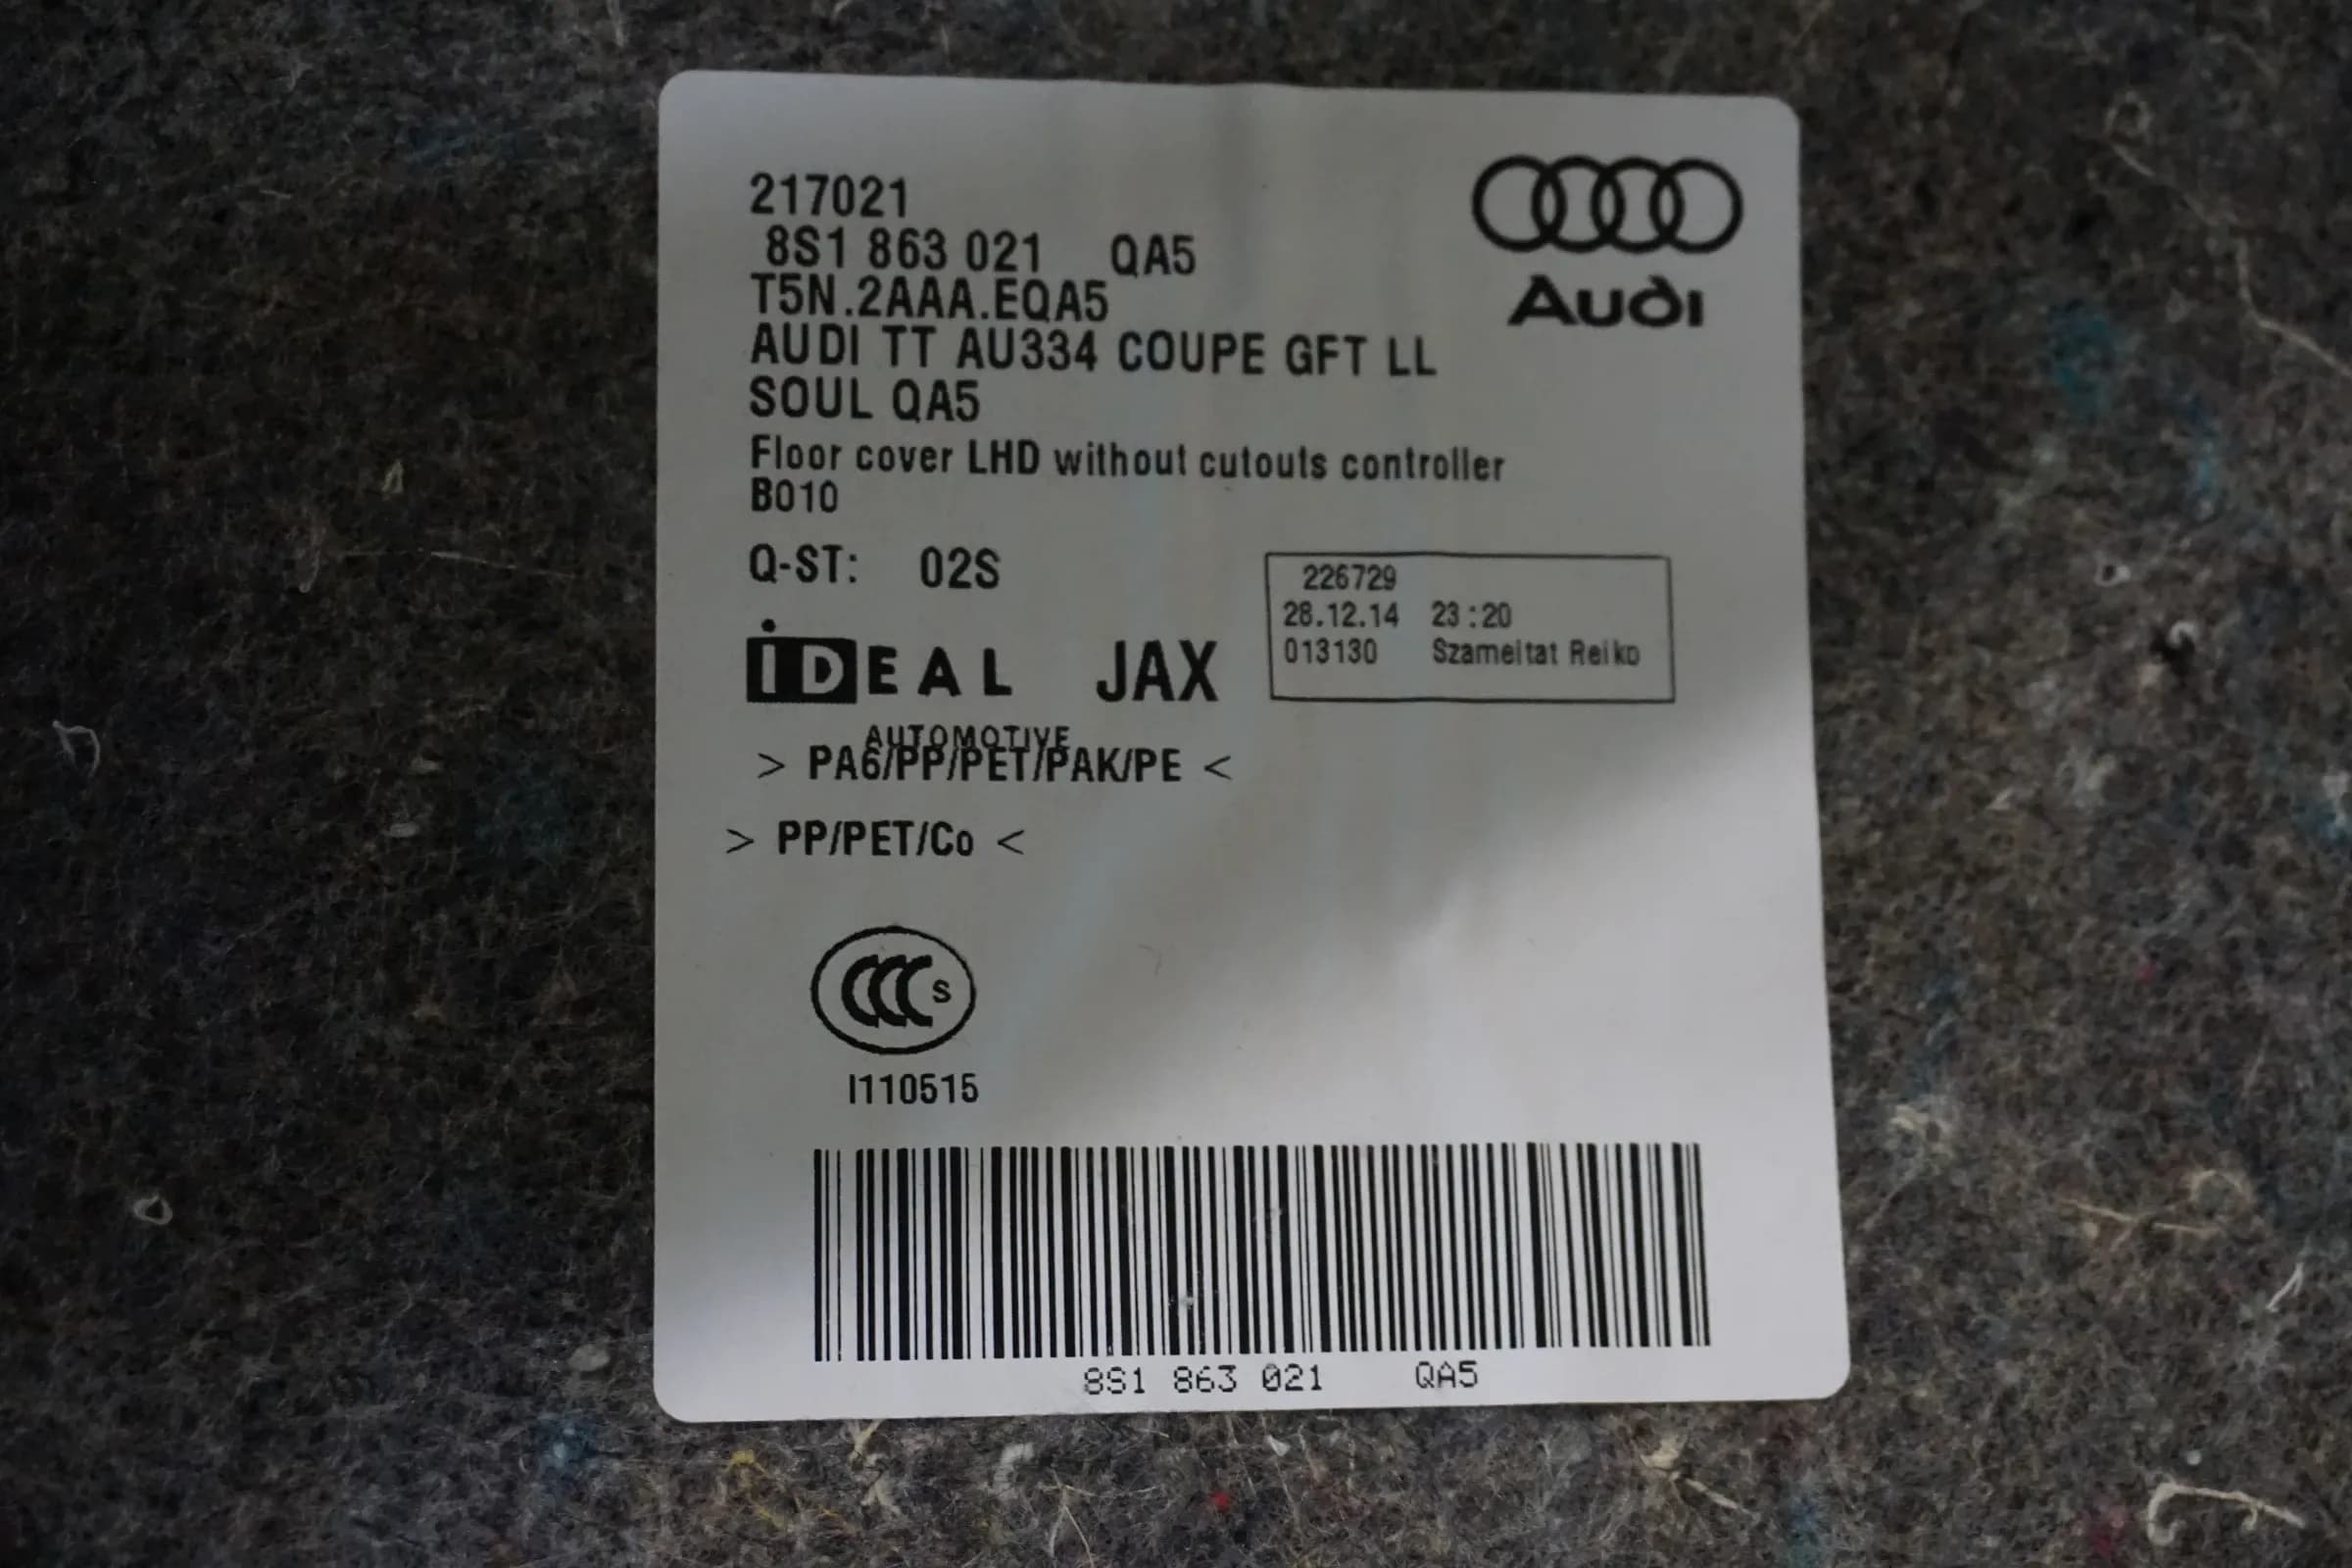 217021
8S1 863 021 QA5
T5N.2AAA.EQA5
AUDI TT AU334 COUPE GFT LL
SOUL QA5
Audi
Floor cover LHD without cutouts controller
B010
Q-ST: 02S
226729
28.12.14 23:20
013130 Szameitat Reiko
iDEAL JAX
AUTOMOTIVE
> PA6/PP/PET/PAK/PE <
> PP/PET/Co <
CCC S
I110515
8S1 863 021 QA5